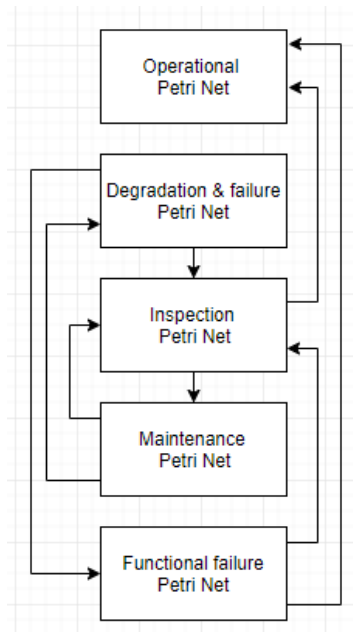 Operational
Petri Net
Degradation & failure
Petri Net
Inspection
Petri Net
Maintenance
Petri Net
Functional failure
Petri Net